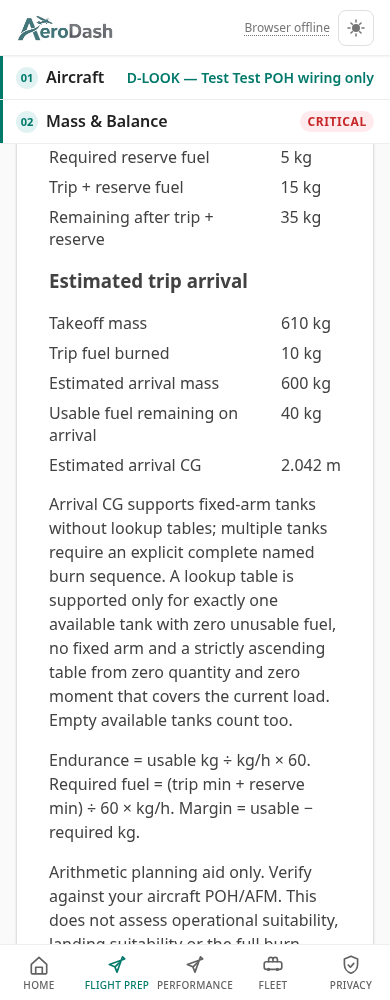 AeroDash
Browser offline
01 Aircraft D-LOOK — Test Test POH wiring only
02 Mass & Balance CRITICAL
Required reserve fuel 5 kg
Trip + reserve fuel 15 kg
Remaining after trip + 35 kg
reserve
Estimated trip arrival
Takeoff mass 610 kg
Trip fuel burned 10 kg
Estimated arrival mass 600 kg
Usable fuel remaining on 40 kg
arrival
Estimated arrival CG 2.042 m
Arrival CG supports fixed-arm tanks
without lookup tables; multiple tanks
require an explicit complete named
burn sequence. A lookup table is
supported only for exactly one
available tank with zero unusable fuel,
no fixed arm and a strictly ascending
table from zero quantity and zero
moment that covers the current load.
Empty available tanks count too.
Endurance = usable kg ÷ kg/h × 60.
Required fuel = (trip min + reserve
min) ÷ 60 × kg/h. Margin = usable −
required kg.
Arithmetic planning aid only. Verify
against your aircraft POH/AFM. This
does not assess operational suitability,
landing suitability or the full burn
HOME FLIGHT PREP PERFORMANCE FLEET PRIVACY